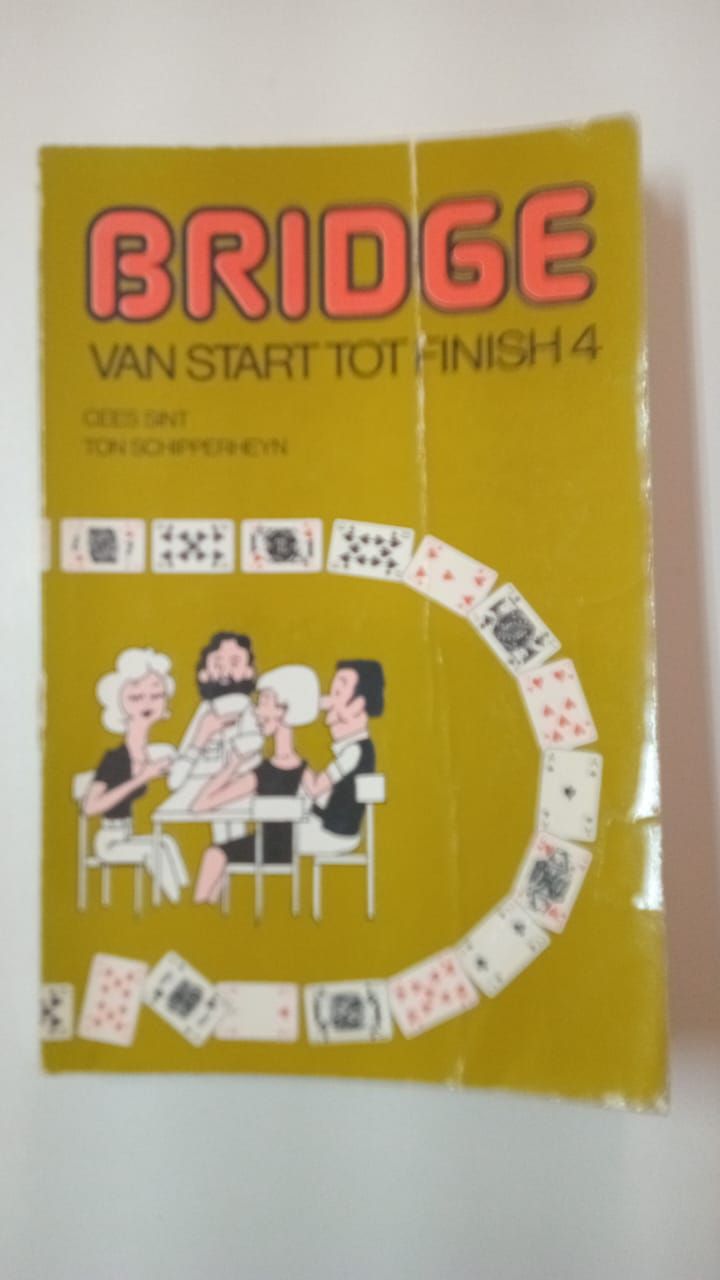 BRIDGE
VAN START TOT FINISH 4
CEES SINT
TON SCHIPPERHEYN